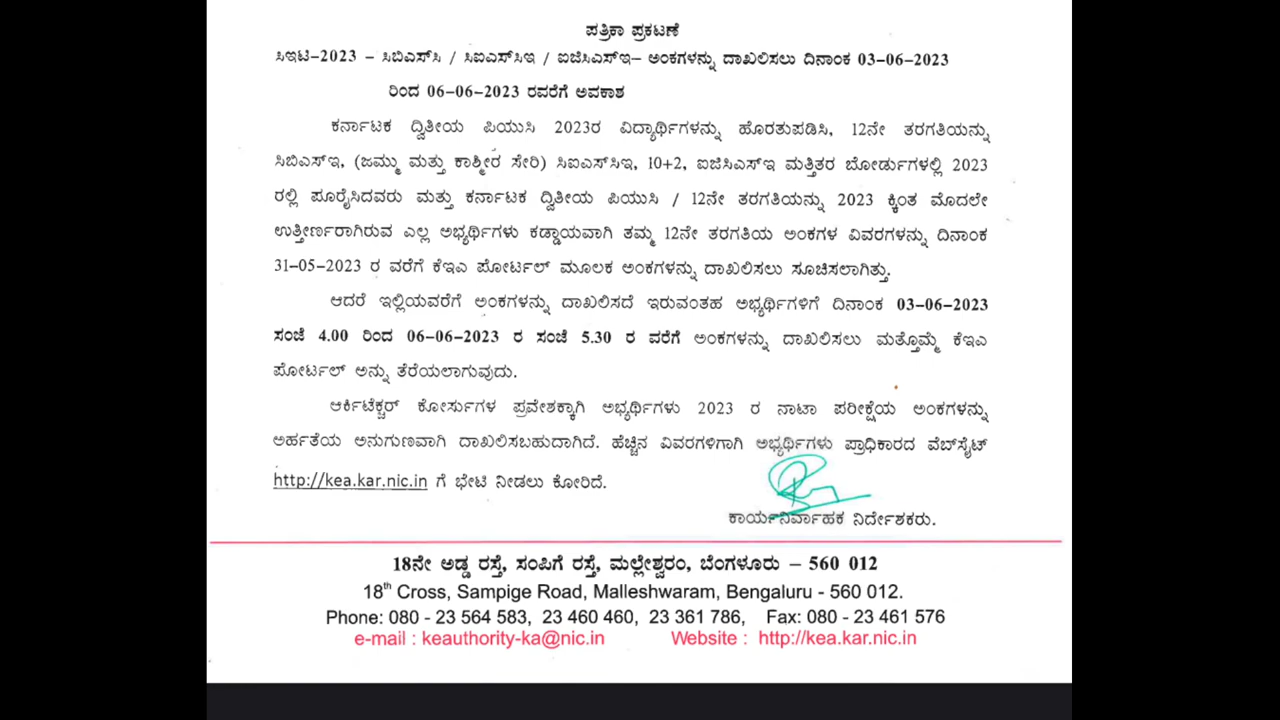 ಪತ್ರಿಕಾ ಪ್ರಕಟಣೆ
ಸಿಇಟಿ-2023 – ಸಿಬಿಎಸ್‌ಸಿ / ಸಿಐಎಸ್‌ಸಿಇ / ಐಜಿಸಿಎಸ್‌ಇ– ಅಂಕಗಳನ್ನು ದಾಖಲಿಸಲು ದಿನಾಂಕ 03-06-2023
ರಿಂದ 06-06-2023 ರವರೆಗೆ ಅವಕಾಶ
ಕರ್ನಾಟಕ ದ್ವಿತೀಯ ಪಿಯುಸಿ 2023ರ ವಿದ್ಯಾರ್ಥಿಗಳನ್ನು ಹೊರತುಪಡಿಸಿ, 12ನೇ ತರಗತಿಯನ್ನು
ಸಿಬಿಎಸ್‌ಇ, (ಜಮ್ಮು ಮತ್ತು ಕಾಶ್ಮೀರ ಸೇರಿ) ಸಿಐಎಸ್‌ಸಿಇ, 10+2, ಐಜಿಸಿಎಸ್‌ಇ ಮತ್ತಿತರ ಬೋರ್ಡುಗಳಲ್ಲಿ 2023
ರಲ್ಲಿ ಪೂರೈಸಿದವರು ಮತ್ತು ಕರ್ನಾಟಕ ದ್ವಿತೀಯ ಪಿಯುಸಿ / 12ನೇ ತರಗತಿಯನ್ನು 2023 ಕ್ಕಿಂತ ಮೊದಲೇ
ಉತ್ತೀರ್ಣರಾಗಿರುವ ಎಲ್ಲ ಅಭ್ಯರ್ಥಿಗಳು ಕಡ್ಡಾಯವಾಗಿ ತಮ್ಮ 12ನೇ ತರಗತಿಯ ಅಂಕಗಳ ವಿವರಗಳನ್ನು ದಿನಾಂಕ
31-05-2023 ರ ವರೆಗೆ ಕೆಇಎ ಪೋರ್ಟಲ್ ಮೂಲಕ ಅಂಕಗಳನ್ನು ದಾಖಲಿಸಲು ಸೂಚಿಸಲಾಗಿತ್ತು.
ಆದರೆ ಇಲ್ಲಿಯವರೆಗೆ ಅಂಕಗಳನ್ನು ದಾಖಲಿಸದೆ ಇರುವಂತಹ ಅಭ್ಯರ್ಥಿಗಳಿಗೆ ದಿನಾಂಕ 03-06-2023
ಸಂಜೆ 4.00 ರಿಂದ 06-06-2023 ರ ಸಂಜೆ 5.30 ರ ವರೆಗೆ ಅಂಕಗಳನ್ನು ದಾಖಲಿಸಲು ಮತ್ತೊಮ್ಮೆ ಕೆಇಎ
ಪೋರ್ಟಲ್ ಅನ್ನು ತೆರೆಯಲಾಗುವುದು.
ಆರ್ಕಿಟೆಕ್ಚರ್ ಕೋರ್ಸುಗಳ ಪ್ರವೇಶಕ್ಕಾಗಿ ಅಭ್ಯರ್ಥಿಗಳು 2023 ರ ನಾಟಾ ಪರೀಕ್ಷೆಯ ಅಂಕಗಳನ್ನು
ಅರ್ಹತೆಯ ಅನುಗುಣವಾಗಿ ದಾಖಲಿಸಬಹುದಾಗಿದೆ. ಹೆಚ್ಚಿನ ವಿವರಗಳಿಗಾಗಿ ಅಭ್ಯರ್ಥಿಗಳು ಪ್ರಾಧಿಕಾರದ ವೆಬ್‌ಸೈಟ್
http://kea.kar.nic.in ಗೆ ಭೇಟಿ ನೀಡಲು ಕೋರಿದೆ.
ಕಾರ್ಯನಿರ್ವಾಹಕ ನಿರ್ದೇಶಕರು.
18ನೇ ಅಡ್ಡ ರಸ್ತೆ, ಸಂಪಿಗೆ ರಸ್ತೆ, ಮಲ್ಲೇಶ್ವರಂ, ಬೆಂಗಳೂರು – 560 012
18th Cross, Sampige Road, Malleshwaram, Bengaluru - 560 012.
Phone: 080 - 23 564 583, 23 460 460, 23 361 786, Fax: 080 - 23 461 576
e-mail : keauthority-ka@nic.in Website : http://kea.kar.nic.in